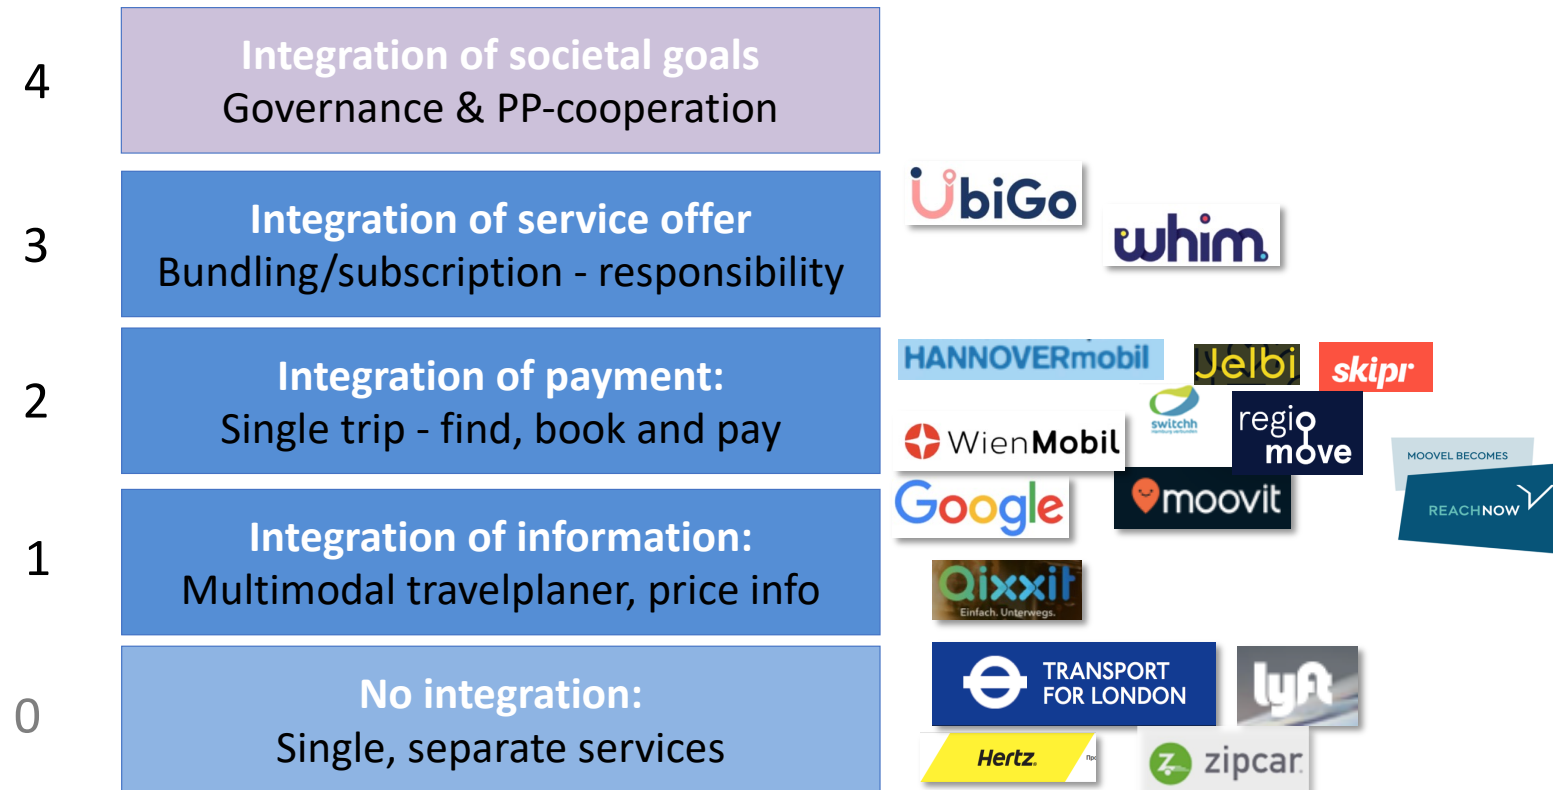 4
Integration of societal goals
Governance & PP-cooperation
3
Integration of service offer
Bundling/subscription - responsibility
UbiGo
whim
2
Integration of payment:
Single trip - find, book and pay
HANNOVERmobil
Jelbi
skipr
WienMobil
switchh
regio
move
MOOVEL BECOMES
REACHNOW
1
Integration of information:
Multimodal travelplaner, price info
Google
moovit
Qixxit
Einfach. Unterwegs.
0
No integration:
Single, separate services
TRANSPORT
FOR LONDON
lyft
Hertz.
zipcar.